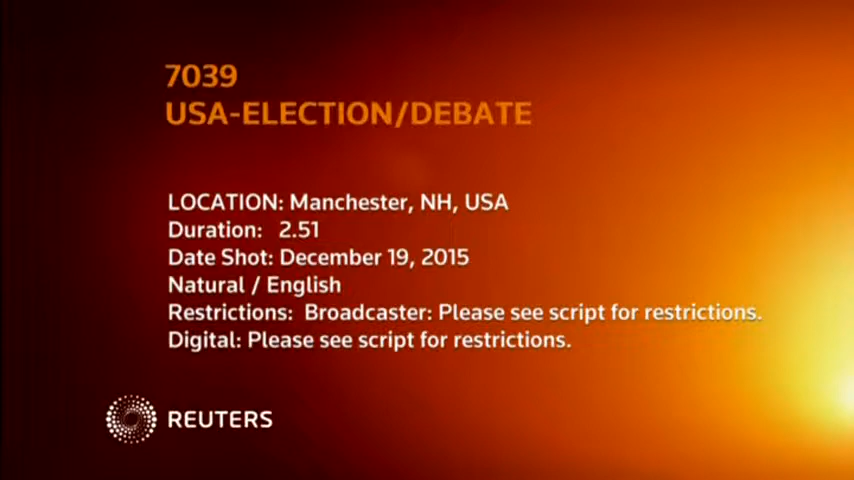 7039
USA-ELECTION/DEBATE
LOCATION: Manchester, NH, USA
Duration: 2.51
Date Shot: December 19, 2015
Natural / English
Restrictions: Broadcaster: Please see script for restrictions.
Digital: Please see script for restrictions.
REUTERS